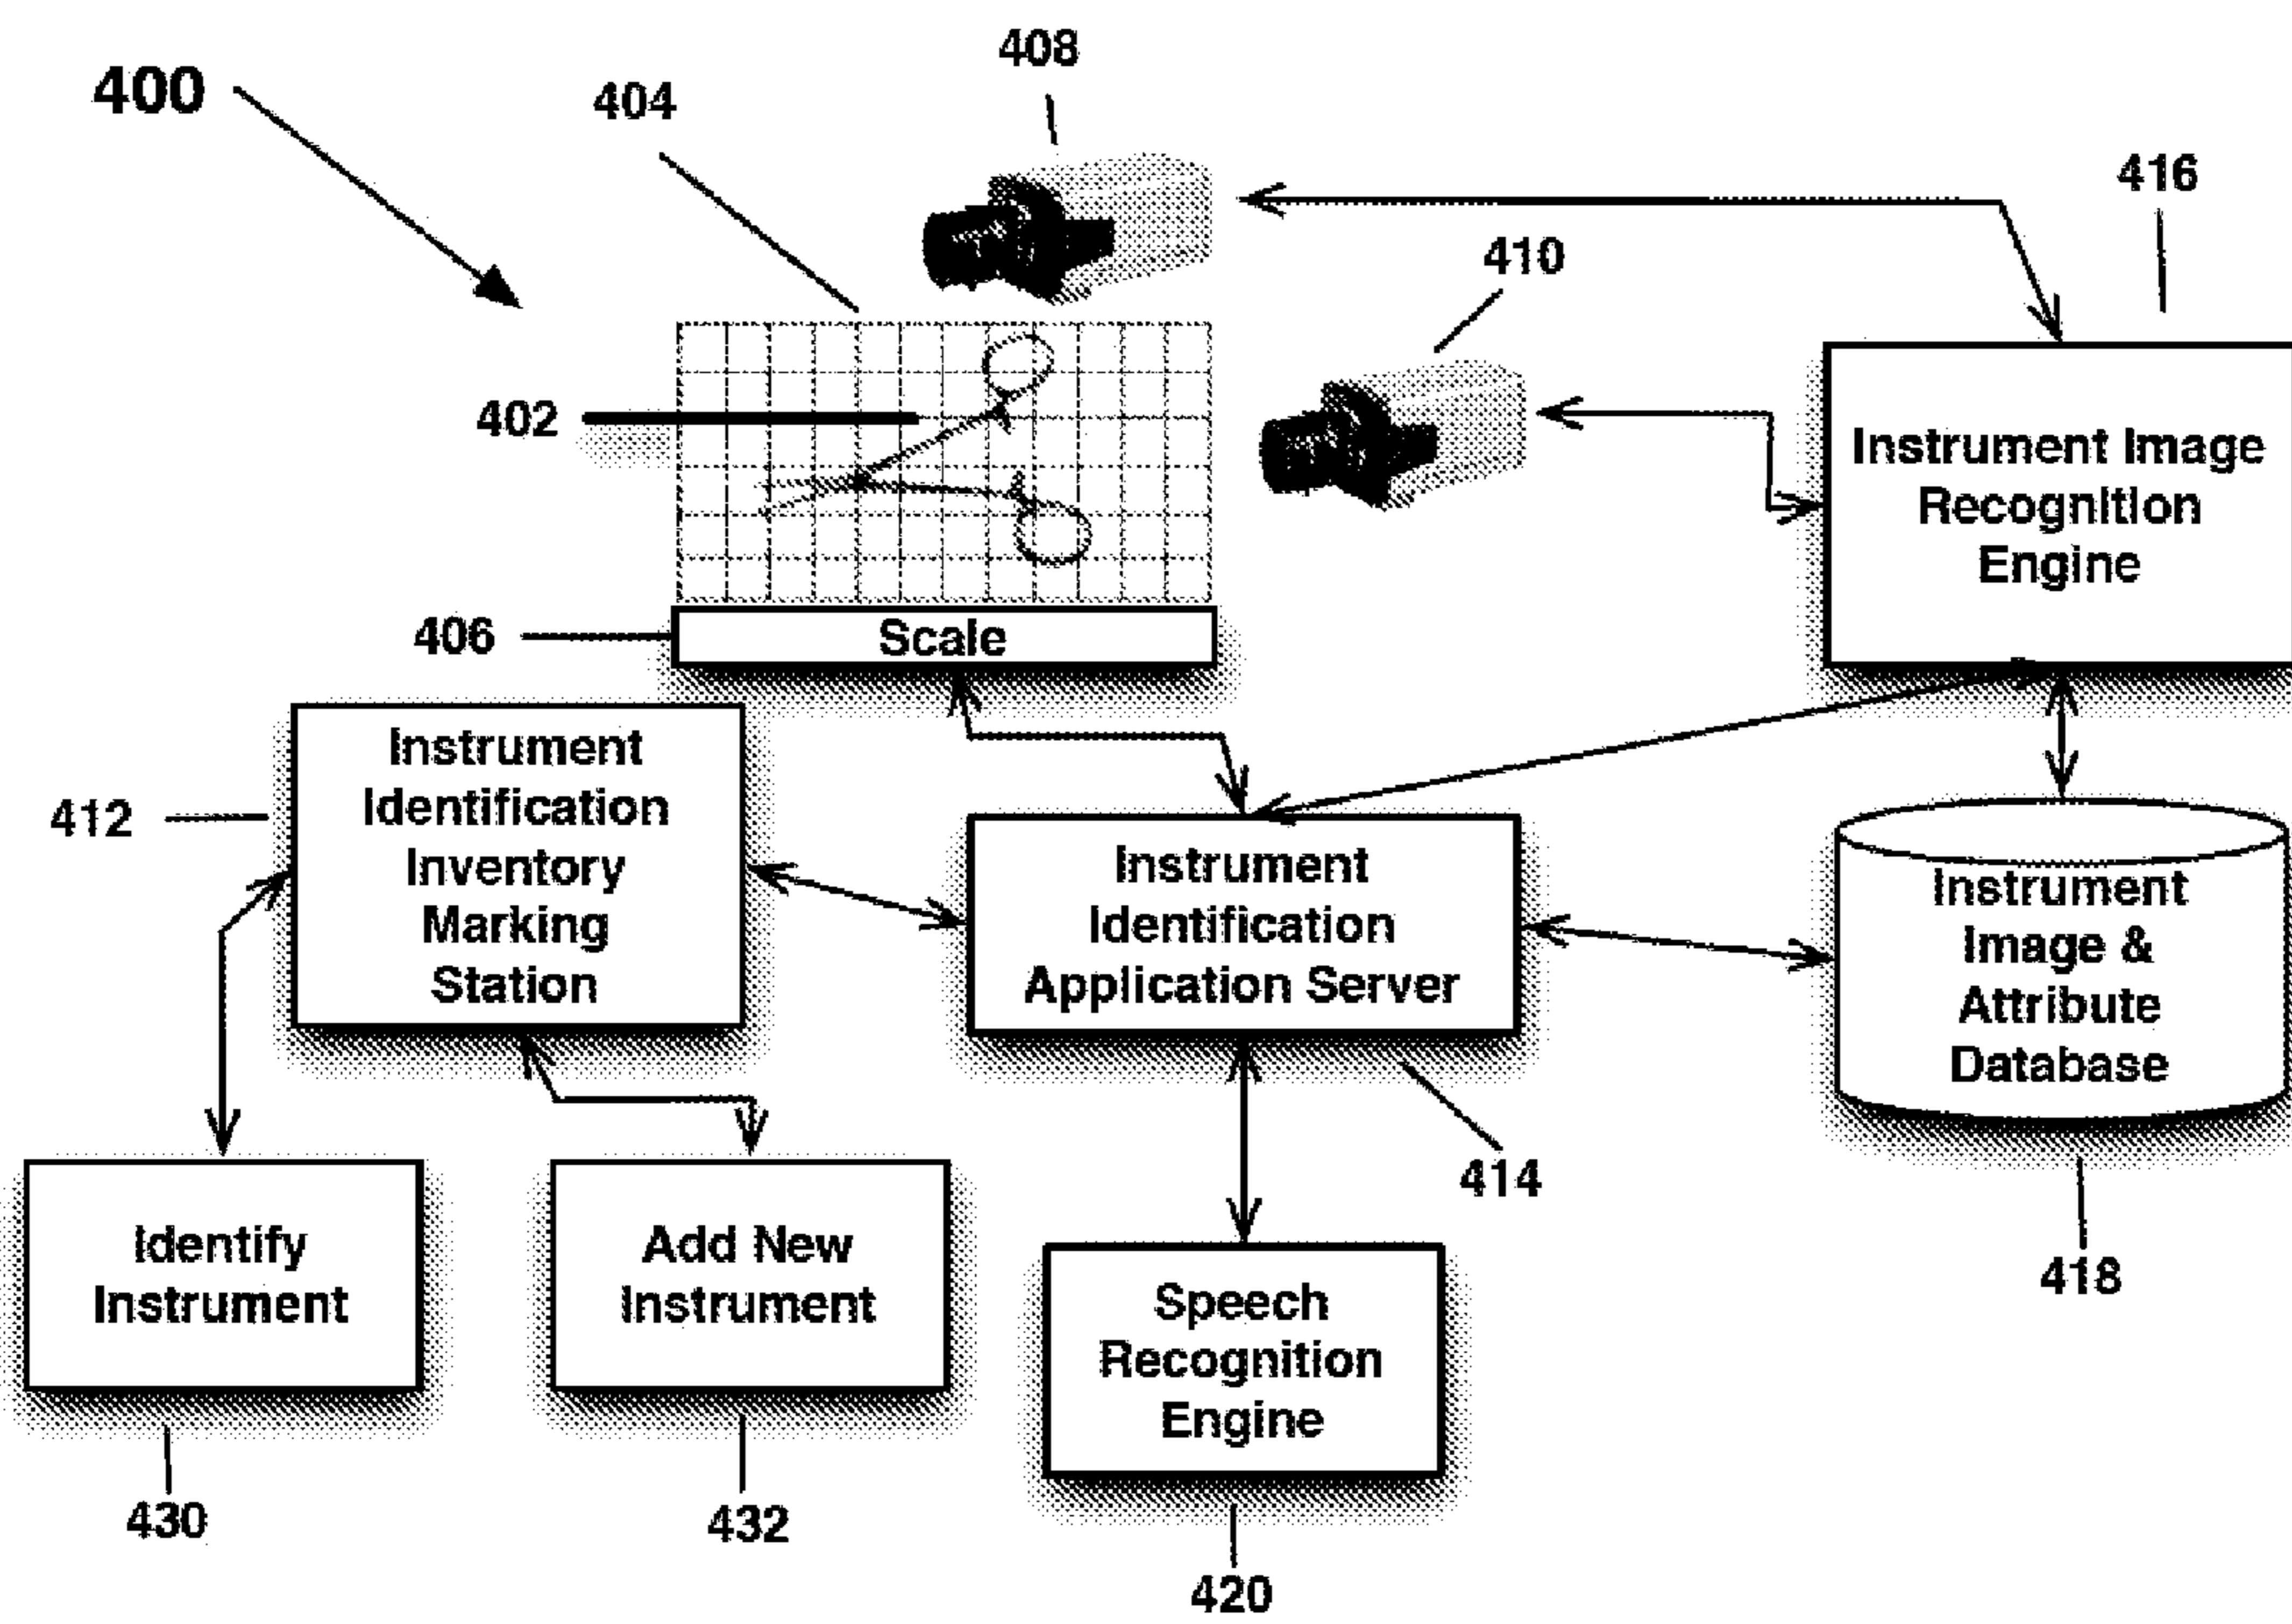 408
400
404
416
410
402
Instrument Image
Recognition
Engine
406
Scale
Instrument
Identification
Inventory
Marking
Station
412
Instrument
Identification
Application Server
Instrument
Image &
Attribute
Database
414
Identify
Instrument
Add New
Instrument
Speech
Recognition
Engine
418
430
432
420